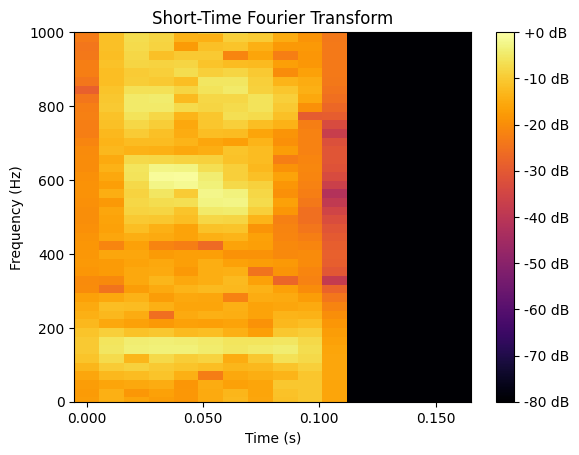 Short-Time Fourier Transform
Frequency (Hz)
1000
800
600
400
200
0
0.000
0.050
0.100
0.150
Time (s)
+0 dB
-10 dB
-20 dB
-30 dB
-40 dB
-50 dB
-60 dB
-70 dB
-80 dB